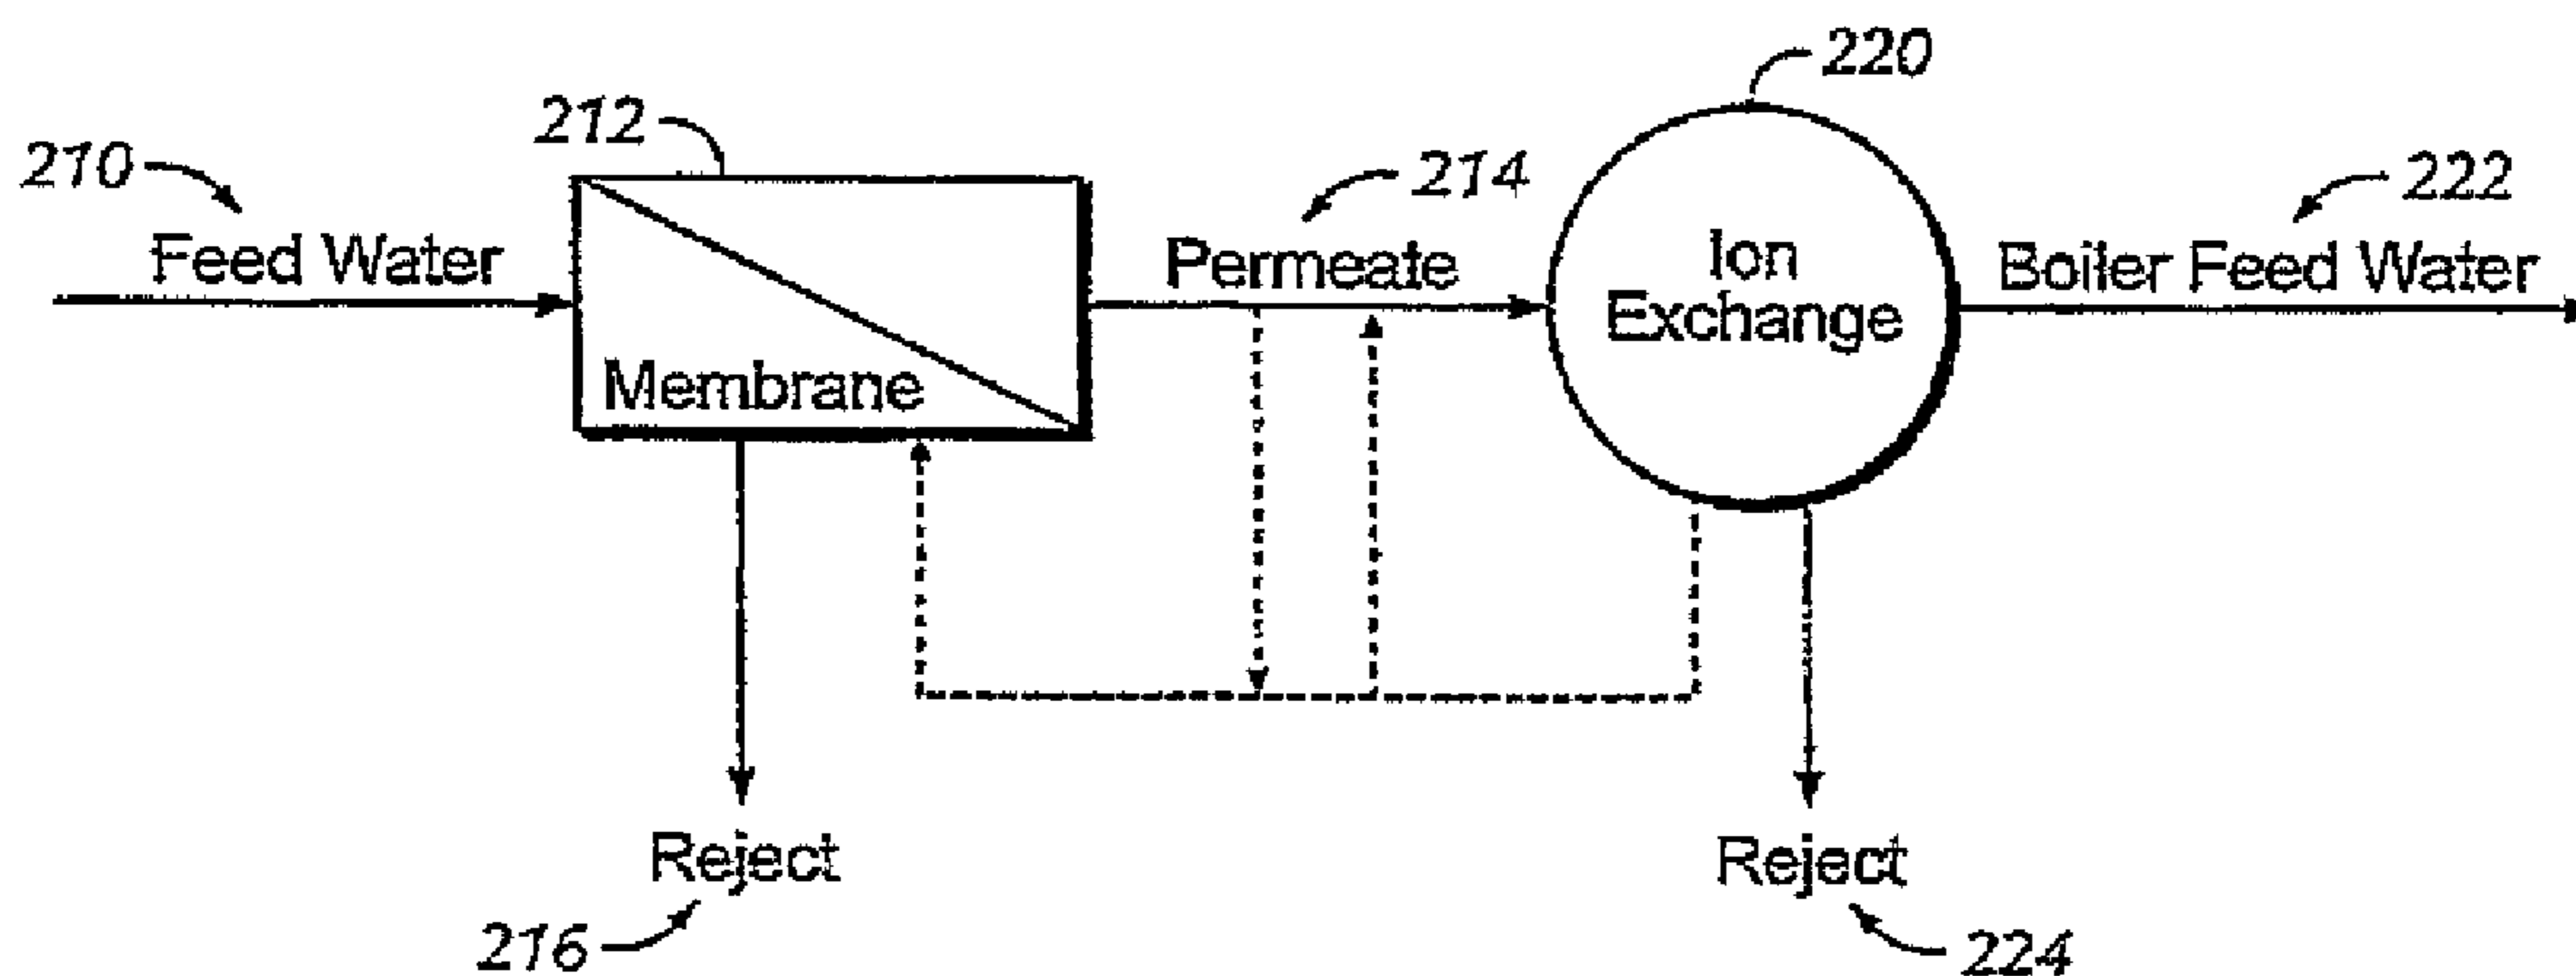 220
212
210
214
222
Feed Water
Permeate
Ion
Exchange
Boiler Feed Water
Membrane
Reject
Reject
216
224